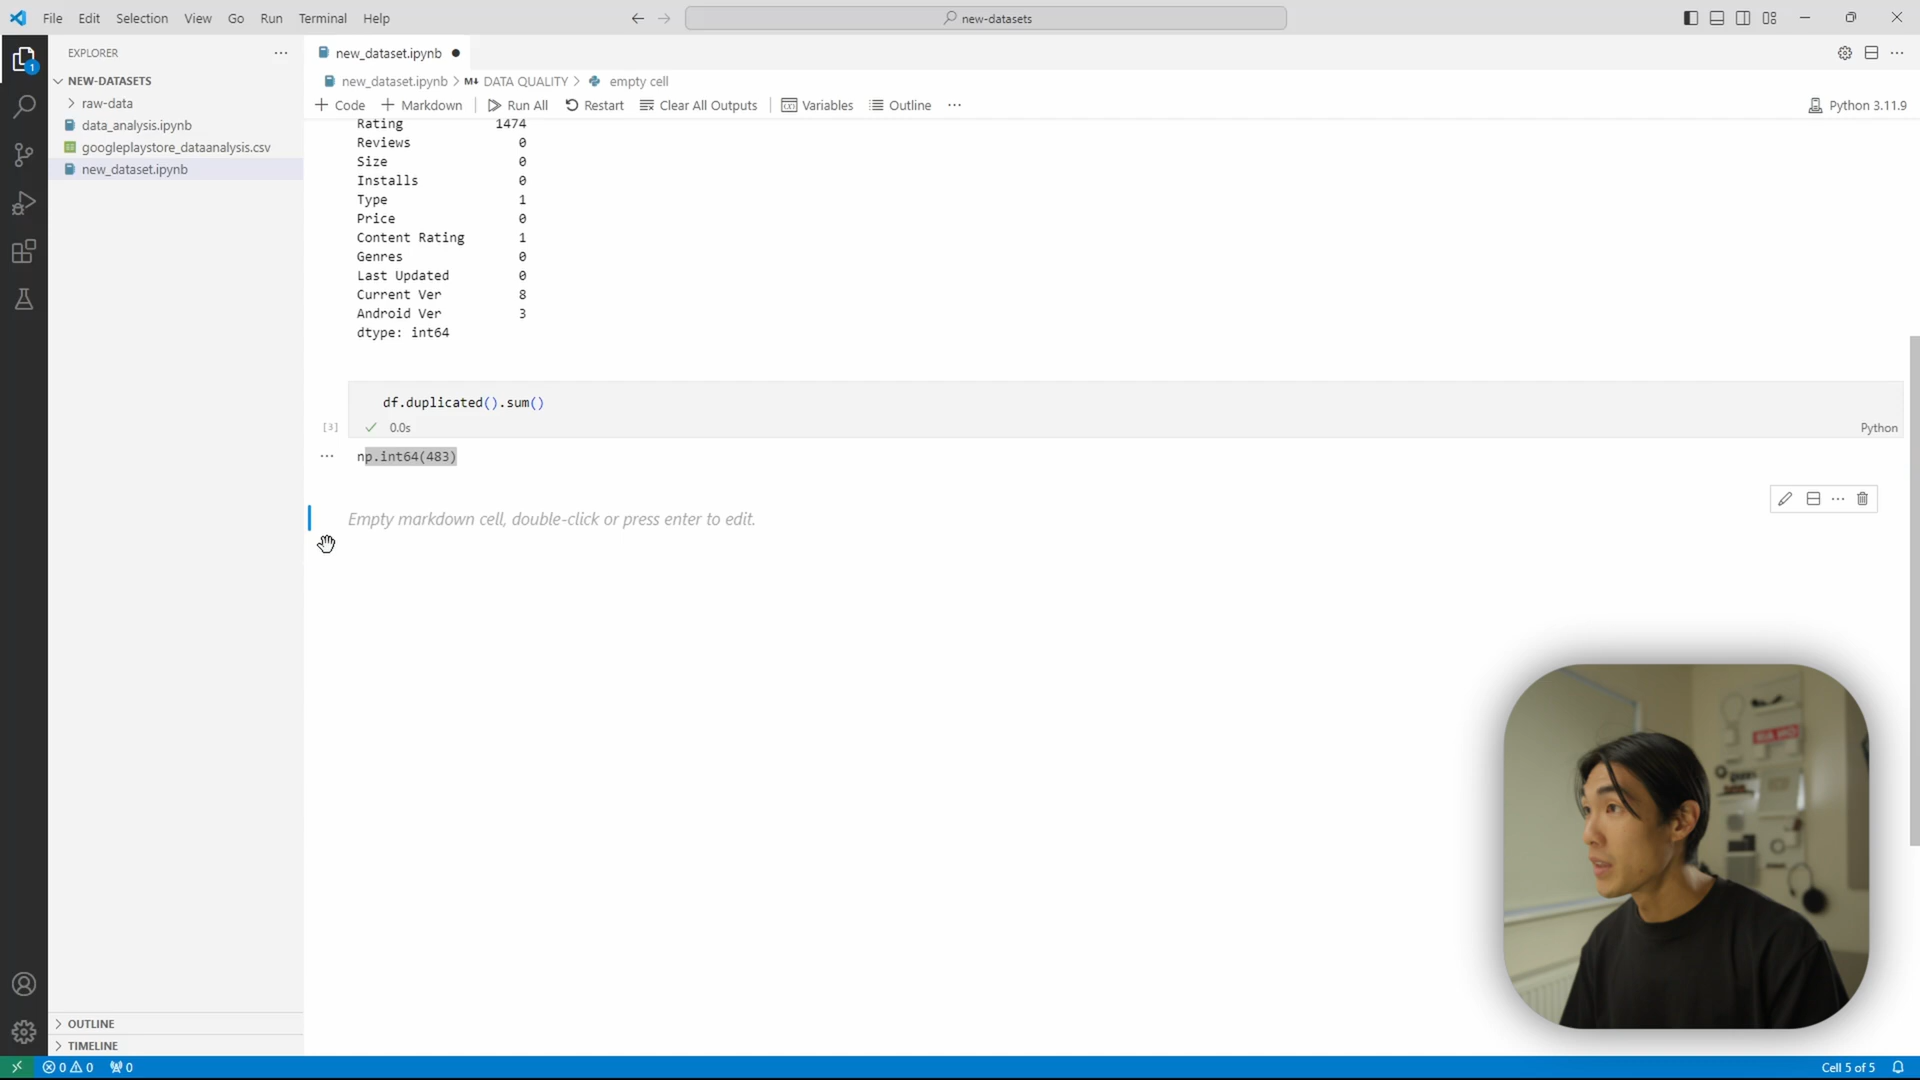 File Edit Selection View Go Run Terminal Help
new-datasets
EXPLORER
NEW-DATASETS
raw-data
data_analysis.ipynb
googleplaystore_dataanalysis.csv
new_dataset.ipynb
OUTLINE
TIMELINE
1
new_dataset.ipynb
new_dataset.ipynb > M↓ DATA QUALITY > empty cell
+ Code + Markdown Run All Restart Clear All Outputs Variables Outline ...
Python 3.11.9
Rating 1474
Reviews 0
Size 0
Installs 0
Type 1
Price 0
Content Rating 1
Genres 0
Last Updated 0
Current Ver 8
Android Ver 3
dtype: int64
df.duplicated().sum()
[3] ✓ 0.0s
Python
np.int64(483)
Empty markdown cell, double-click or press enter to edit.
0 0 0
Cell 5 of 5